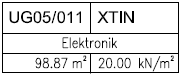 UG05/011 XTIN
Elektronik
98.87 m² 20.00 kN/m²